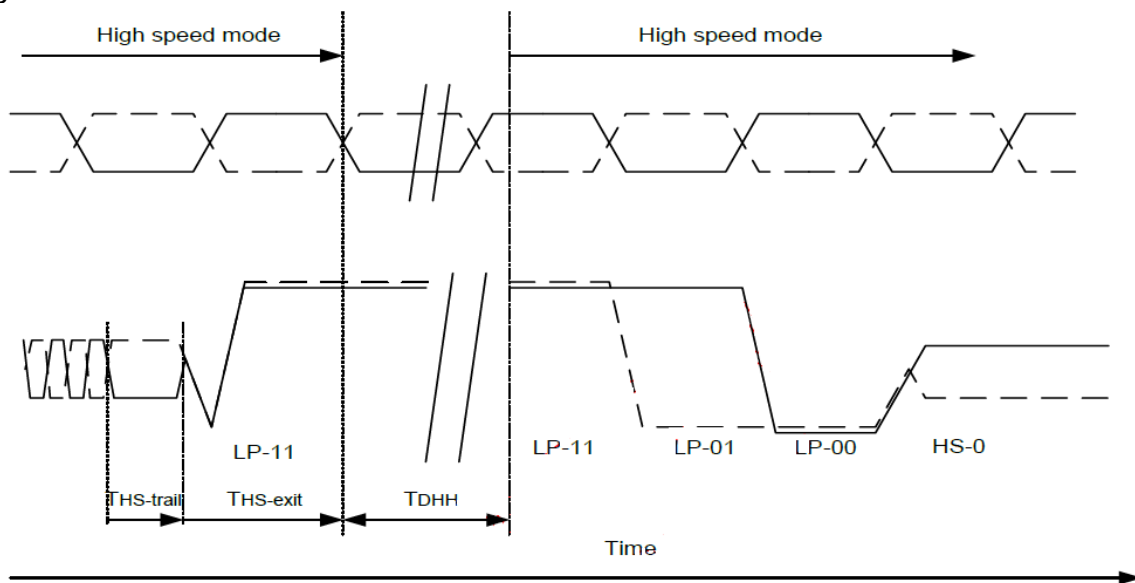 High speed mode
High speed mode
LP-11
LP-11
LP-01
LP-00
HS-0
THS-trail
THS-exit
TDHH
Time